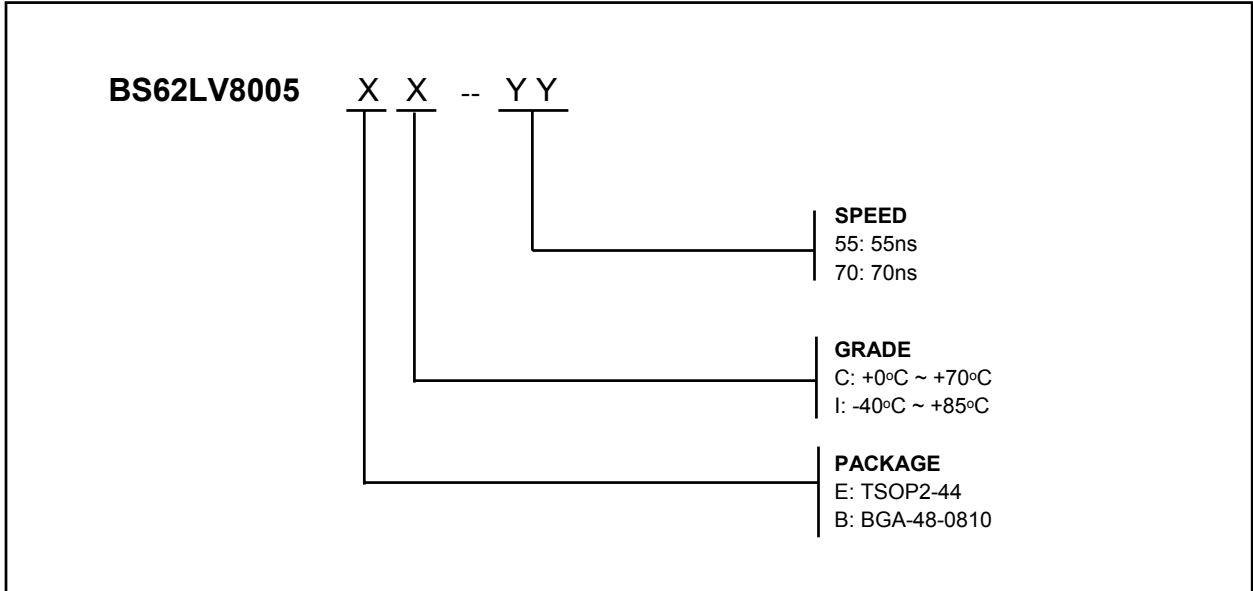 BS62LV8005 X X -- Y Y
SPEED
55: 55ns
70: 70ns
GRADE
C: +0oC ~ +70oC
I: -40oC ~ +85oC
PACKAGE
E: TSOP2-44
B: BGA-48-0810